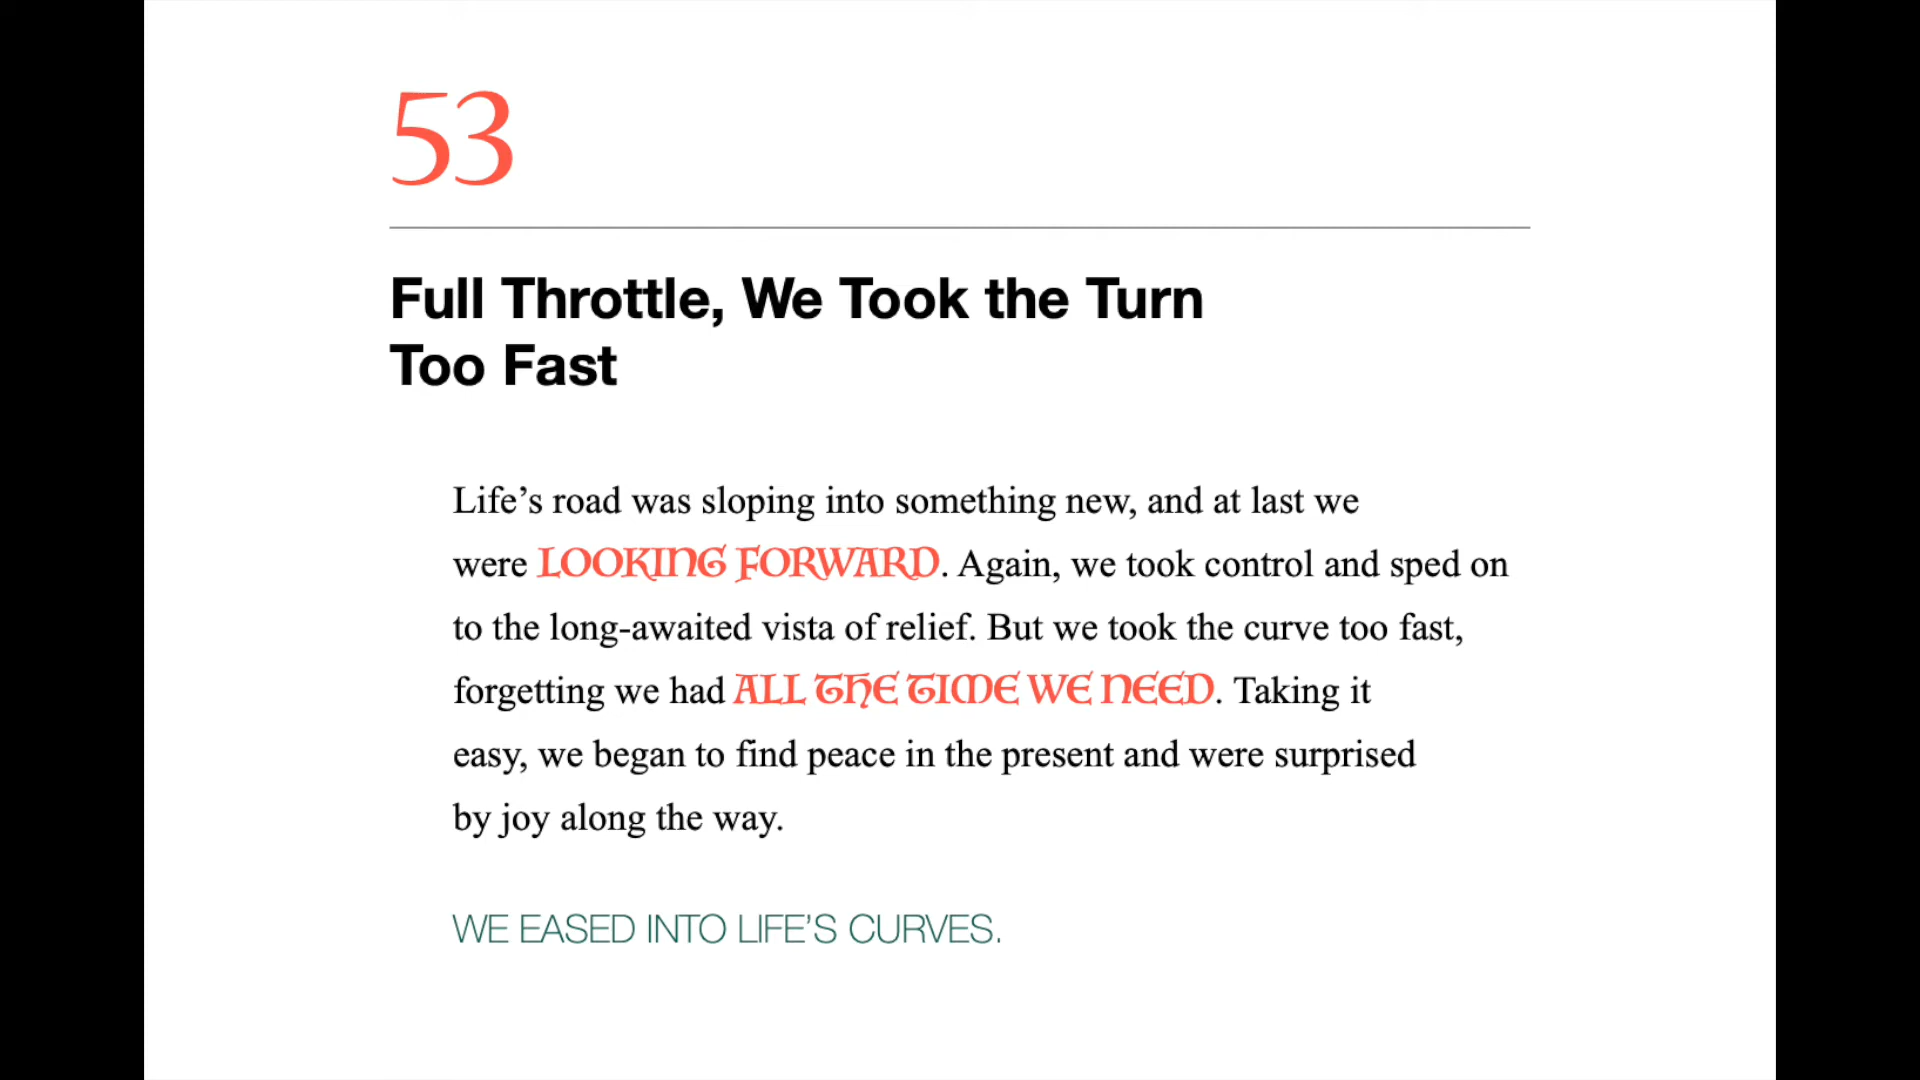 53
Full Throttle, We Took the Turn
Too Fast
Life’s road was sloping into something new, and at last we
were LOOKING FORWARD. Again, we took control and sped on
to the long-awaited vista of relief. But we took the curve too fast,
forgetting we had ALL THE TIME WE NEED. Taking it
easy, we began to find peace in the present and were surprised
by joy along the way.
WE EASED INTO LIFE’S CURVES.